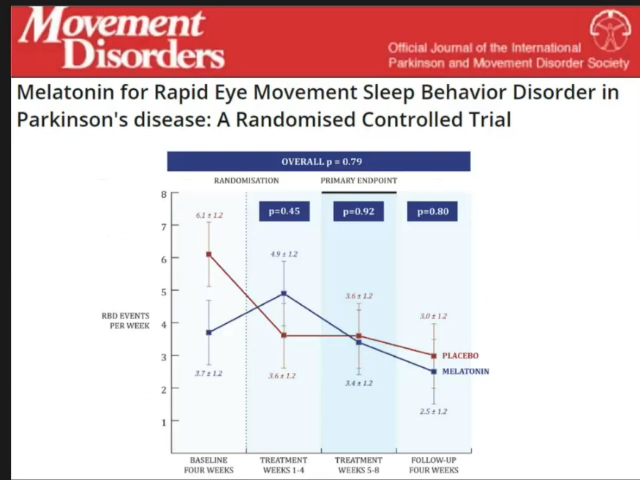 Movement
Disorders
Official Journal of the International
Parkinson and Movement Disorder Society
Melatonin for Rapid Eye Movement Sleep Behavior Disorder in
Parkinson's disease: A Randomised Controlled Trial
OVERALL p = 0.79
RANDOMISATION
PRIMARY ENDPOINT
8
7
6
5
4
3
2
1
RBD EVENTS
PER WEEK
p=0.45
p=0.92
p=0.80
6.1 ± 1.2
4.9 ± 1.2
3.6 ± 1.2
3.0 ± 1.2
3.7 ± 1.2
3.6 ± 1.2
3.4 ± 1.2
2.5 ± 1.2
PLACEBO
MELATONIN
BASELINE
FOUR WEEKS
TREATMENT
WEEKS 1-4
TREATMENT
WEEKS 5-8
FOLLOW-UP
FOUR WEEKS